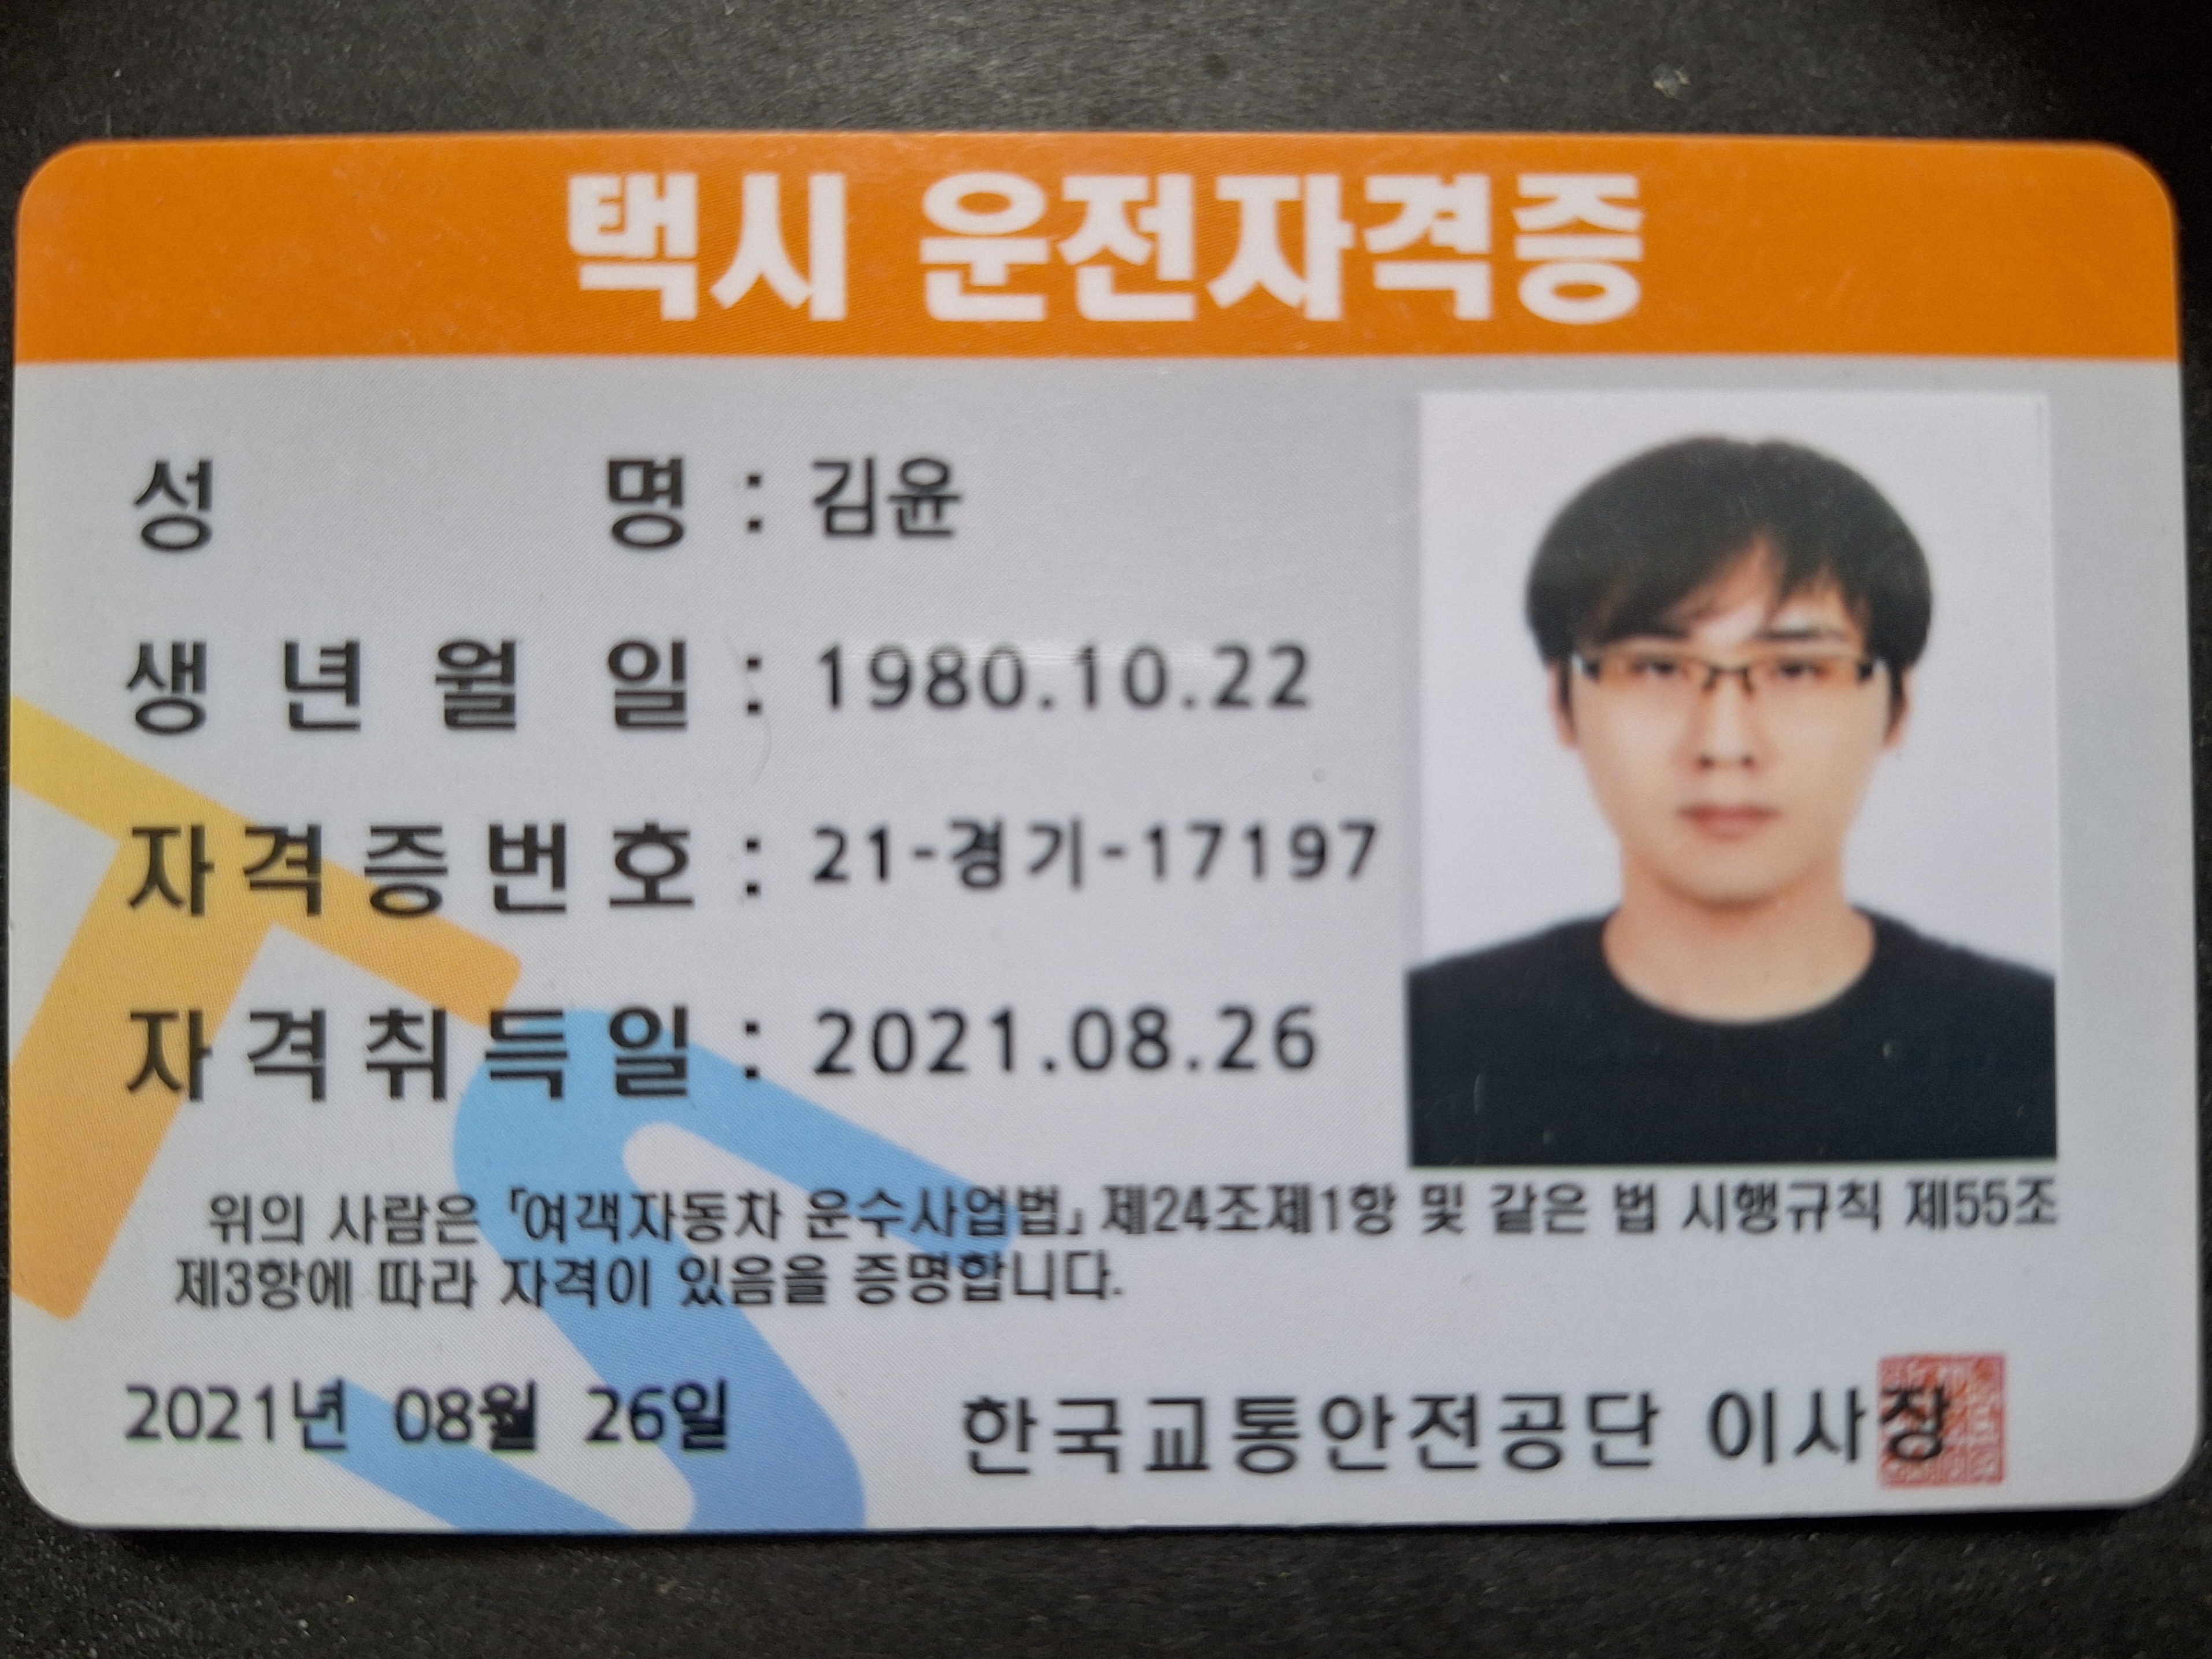 택시 운전자격증
성 명 : 김윤
생년월일 : 1980.10.22
자격증번호 : 21-경기-17197
자격취득일 : 2021.08.26
위의 사람은 「여객자동차 운수사업법」 제24조제1항 및 같은 법 시행규칙 제55조
제3항에 따라 자격이 있음을 증명합니다.
2021년 08월 26일 한국교통안전공단 이사장